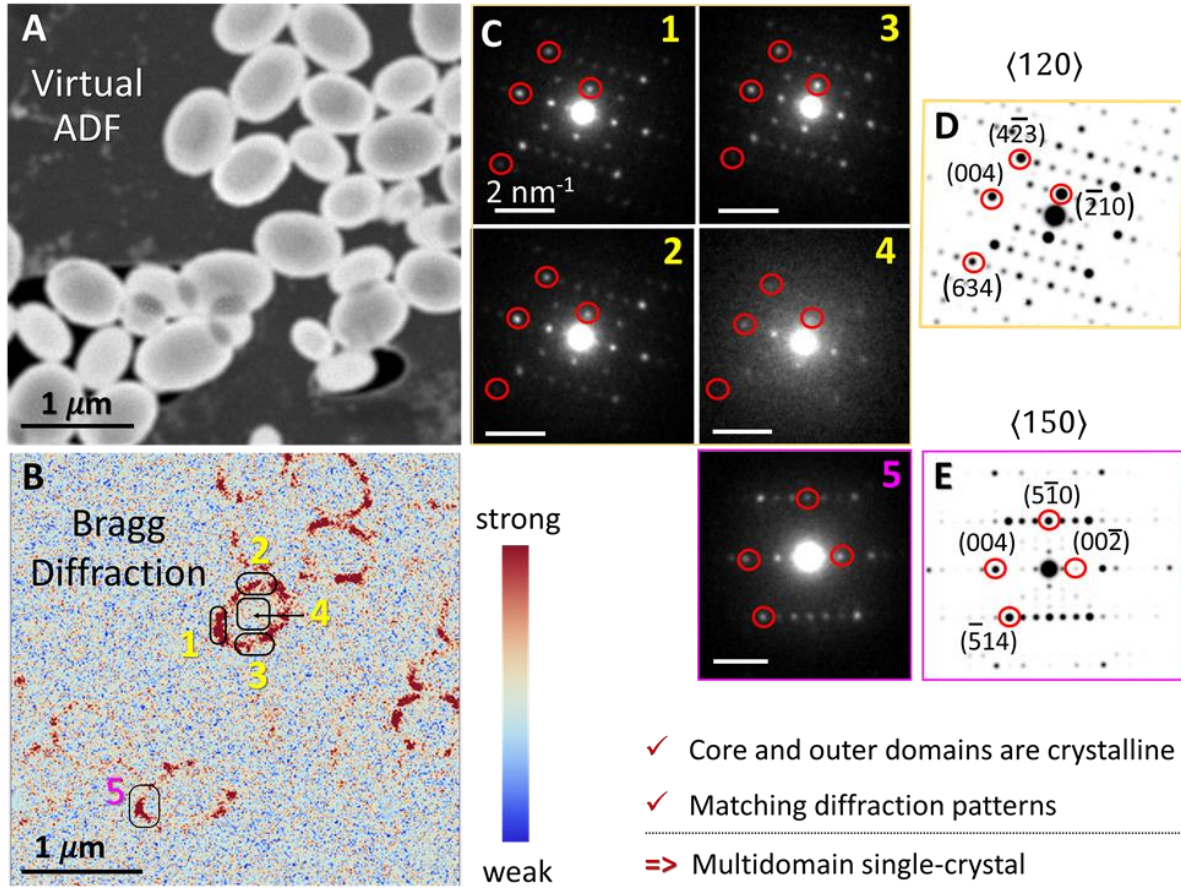 A
Virtual
ADF
1 μm
B
Bragg
Diffraction
2
4
1
3
5
1 μm
strong
weak
C
1
2 nm⁻¹
3
2
4
5
⟨120⟩
D
(42̅3)
(004)
(2̅10)
(634)
⟨150⟩
E
(51̅0)
(004)
(002̅)
(5̅14)
✓ Core and outer domains are crystalline
✓ Matching diffraction patterns
=> Multidomain single-crystal